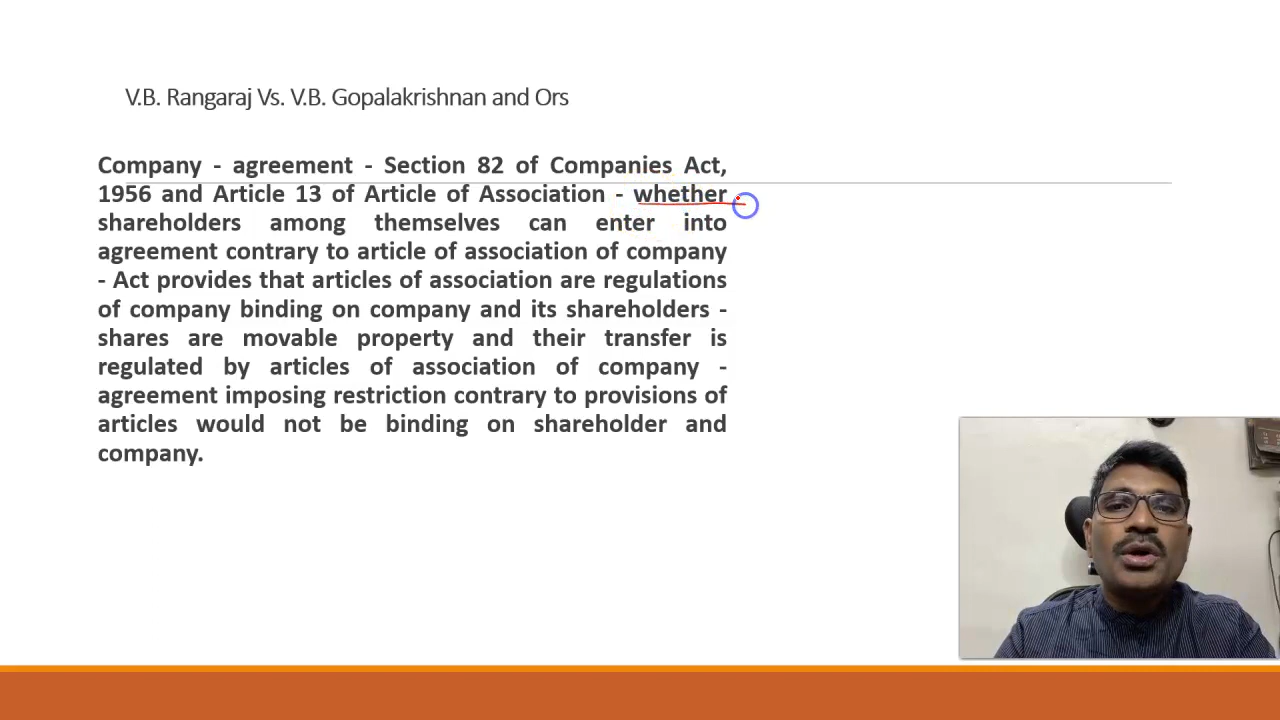 V.B. Rangaraj Vs. V.B. Gopalakrishnan and Ors
Company - agreement - Section 82 of Companies Act,
1956 and Article 13 of Article of Association - whether
shareholders among themselves can enter into
agreement contrary to article of association of company
- Act provides that articles of association are regulations
of company binding on company and its shareholders -
shares are movable property and their transfer is
regulated by articles of association of company -
agreement imposing restriction contrary to provisions of
articles would not be binding on shareholder and
company.